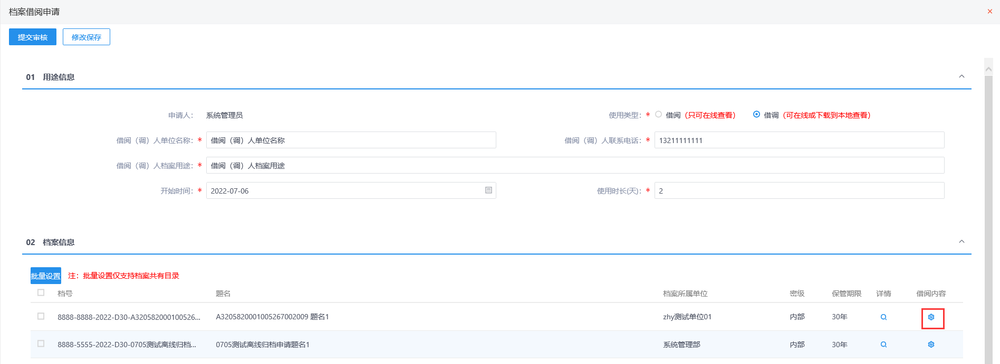 档案借阅申请
提交审核 修改保存
01 用途信息
申请人： 系统管理员 使用类型：* 借阅（只可在线查看） 借调（可在线或下载到本地查看）
借阅（调）人单位名称：* 借阅（调）人单位名称 借阅（调）人联系电话：* 13211111111
借阅（调）人档案用途：* 借阅（调）人档案用途
开始时间：* 2022-07-06 使用时长(天)：* 2
02 档案信息
批量设置 注：批量设置仅支持档案共有目录
档号 题名 档案所属单位 密级 保管期限 详情 借阅内容
8888-8888-2022-D30-A320582000100526... A3205820001005267002009 题名1 zhy测试单位01 内部 30年
8888-5555-2022-D30-0705测试离线归档... 0705测试离线归档申请题名1 系统管理部 内部 30年